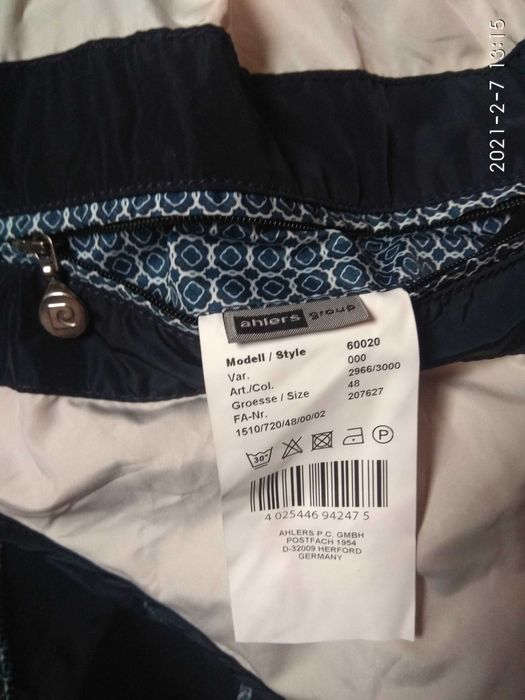 2021-2-7 13:15
ahlers group
Modell / Style 60020
Var. 000
Art./Col. 2966/3000
Groesse / Size 48
FA-Nr. 207627
1510/720/48/00/02
30°
P
4 025446 942475
AHLERS P.C. GMBH
POSTFACH 1954
D-32009 HERFORD
GERMANY